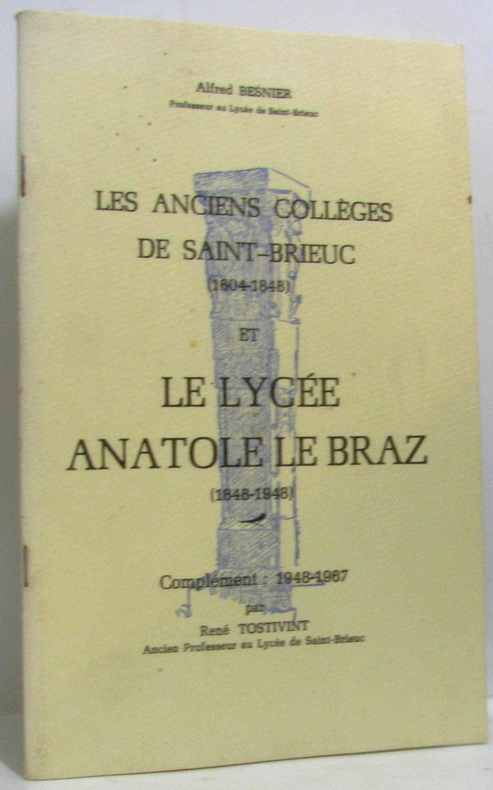 Alfred BESNIER
Professeur au Lycée de Saint-Brieuc
LES ANCIENS COLLÈGES
DE SAINT-BRIEUC
(1604-1848)
ET
LE LYCÉE
ANATOLE LE BRAZ
(1848-1948)
Complément : 1948-1967
par
René TOSTIVINT
Ancien Professeur au Lycée de Saint-Brieuc